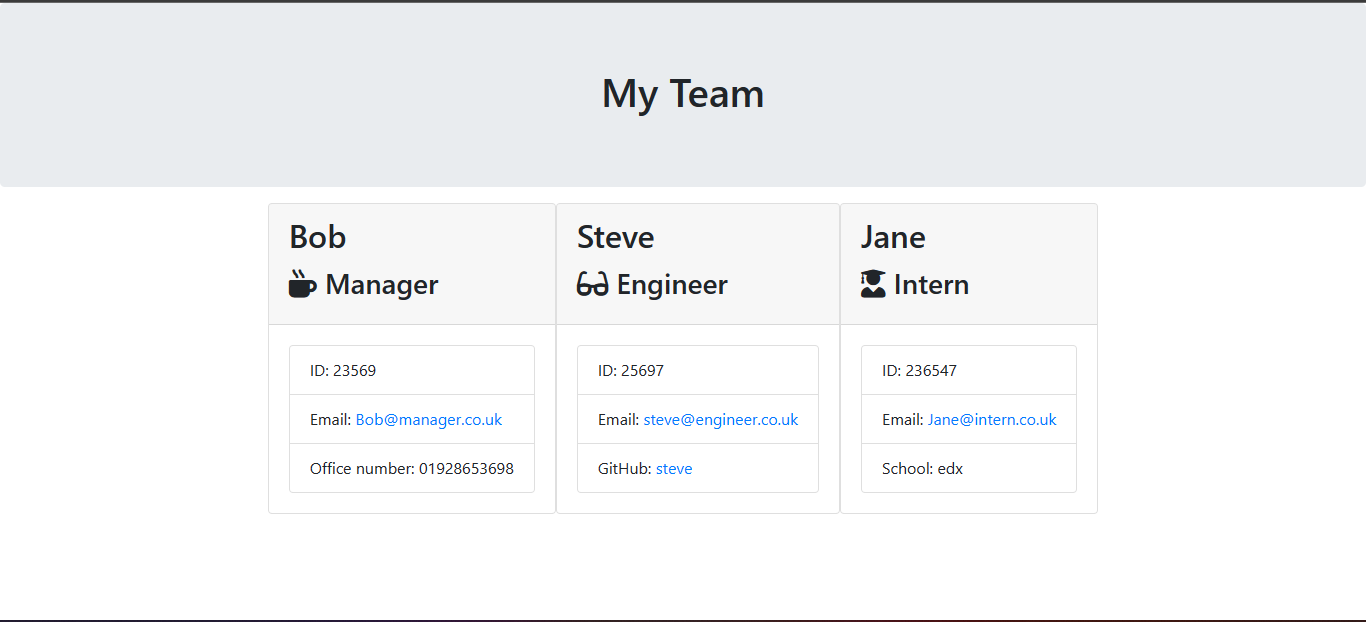 My Team
Bob
Manager
ID: 23569
Email: Bob@manager.co.uk
Office number: 01928653698
Steve
Engineer
ID: 25697
Email: steve@engineer.co.uk
GitHub: steve
Jane
Intern
ID: 236547
Email: Jane@intern.co.uk
School: edx